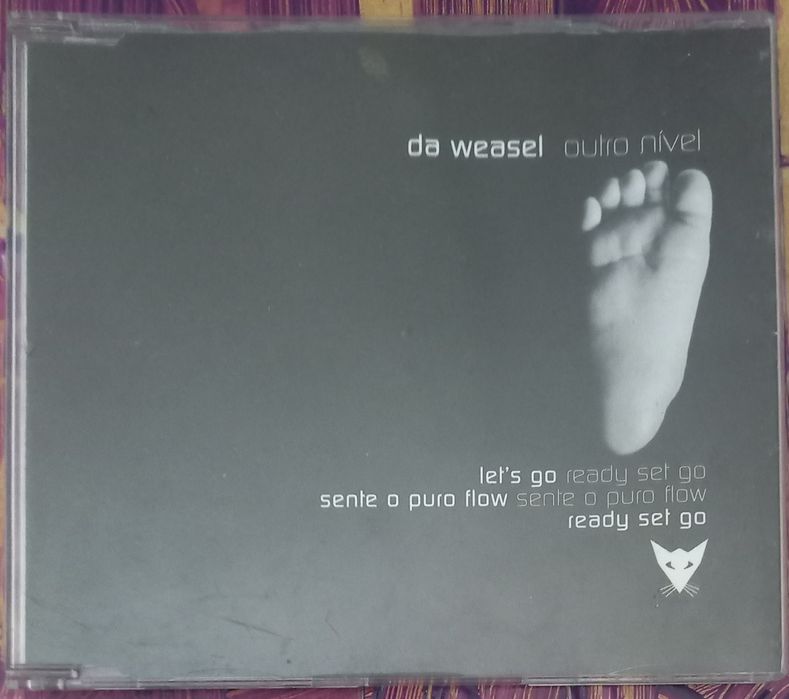 da weasel outro nível
let's go ready set go
sente o puro flow sente o puro flow
ready set go